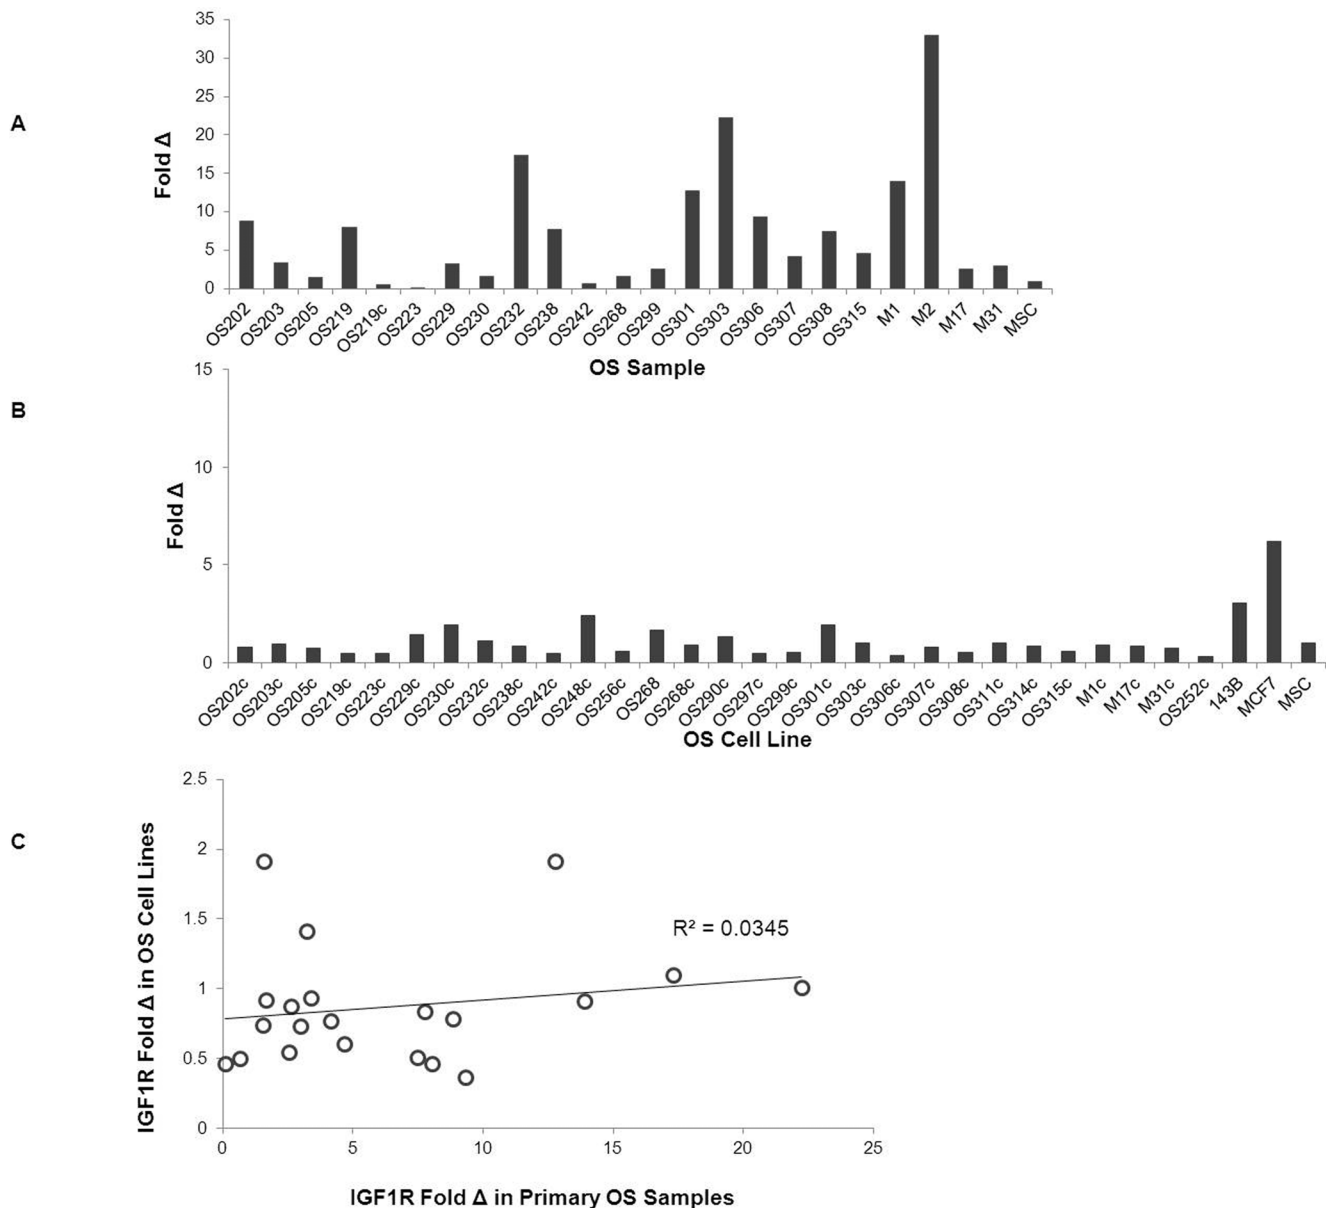 A
Fold Δ
35
30
25
20
15
10
5
0
OS202 OS203 OS205 OS219 OS219c OS223 OS229 OS230 OS232 OS238 OS242 OS268 OS299 OS301 OS303 OS306 OS307 OS308 OS315 M1 M2 M17 M31 MSC
OS Sample
B
Fold Δ
15
10
5
0
OS202c OS203c OS205c OS219c OS223c OS229c OS230c OS232c OS238c OS242c OS248c OS256c OS268 OS268c OS290c OS297c OS299c OS301c OS303c OS306c OS307c OS308c OS311c OS314c OS315c M1c M17c M31c OS252c 143B MCF7 MSC
OS Cell Line
C
IGF1R Fold Δ in OS Cell Lines
2.5
2
1.5
1
0.5
0
R² = 0.0345
0 5 10 15 20 25
IGF1R Fold Δ in Primary OS Samples